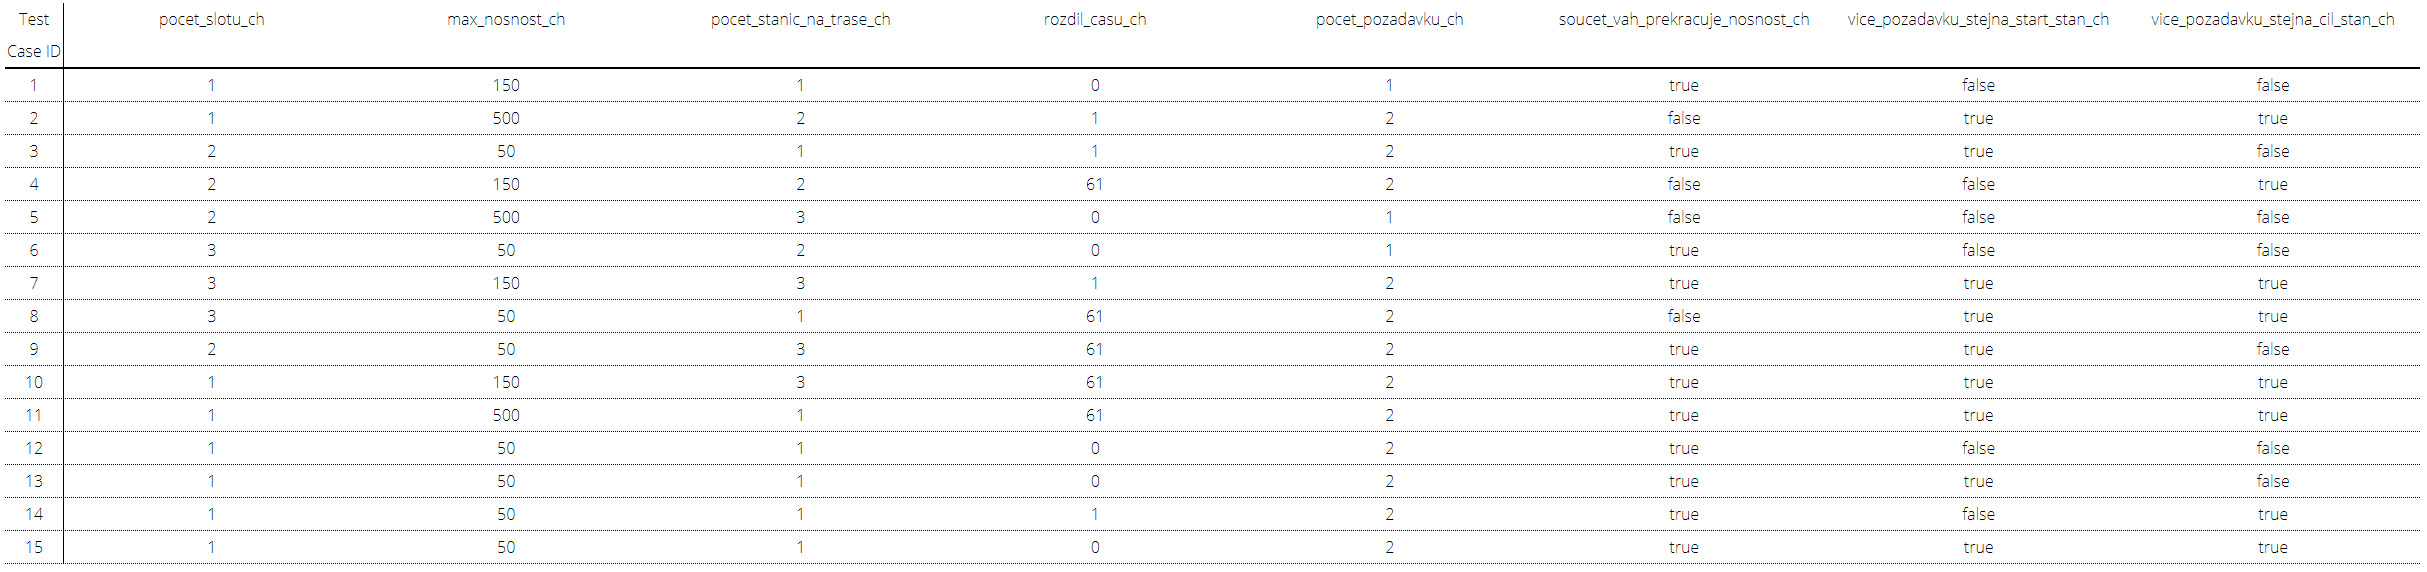 Test Case ID pocet_slotu_ch max_nosnost_ch pocet_stanic_na_trase_ch rozdil_casu_ch pocet_pozadavku_ch soucet_vah_prekracuje_nosnost_ch vice_pozadavku_stejna_start_stan_ch vice_pozadavku_stejna_cil_stan_ch
1 1 150 1 0 1 true false false
2 1 500 2 1 2 false true true
3 2 50 1 1 2 true true false
4 2 150 2 61 2 false false true
5 2 500 3 0 1 false false false
6 3 50 2 0 1 true false false
7 3 150 3 1 2 true true true
8 3 50 1 61 2 false true true
9 2 50 3 61 2 true true false
10 1 150 3 61 2 true true true
11 1 500 1 61 2 true true true
12 1 50 1 0 2 true false false
13 1 50 1 0 2 true true false
14 1 50 1 1 2 true false true
15 1 50 1 0 2 true true true